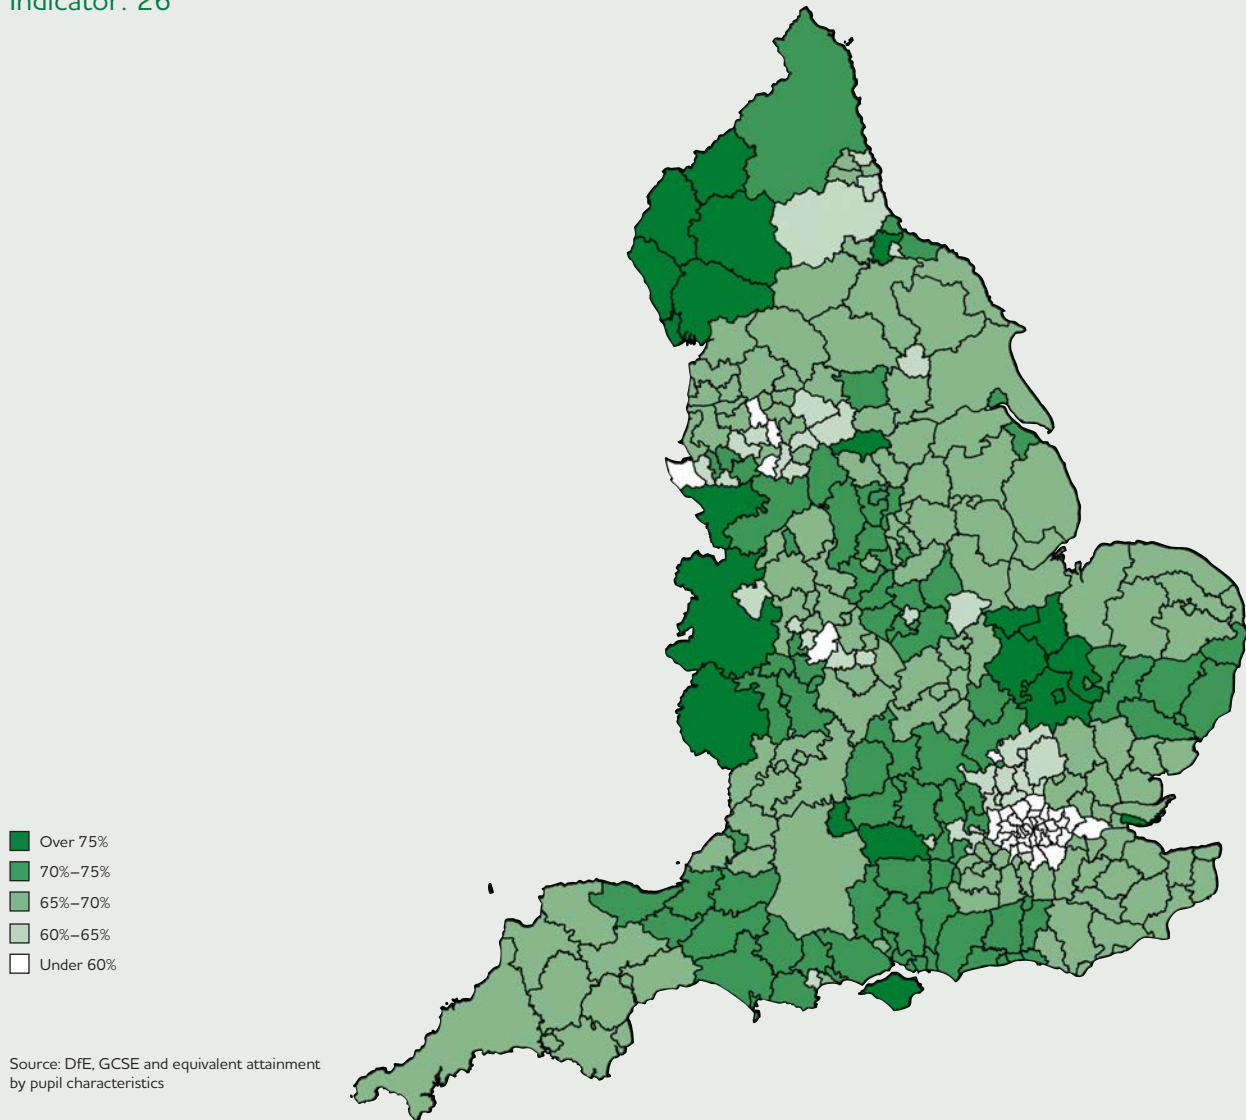 Indicator: 26
Over 75%
70%–75%
65%–70%
60%–65%
Under 60%
Source: DfE, GCSE and equivalent attainment
by pupil characteristics